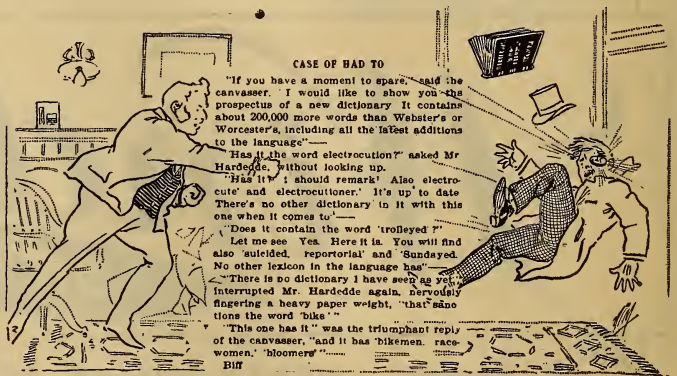 CASE OF HAD TO
"If you have a moment to spare," said the
canvasser, I would like to show you the
prospectus of a new dictionary It contains
about 200,000 more words than Webster's or
Worcester's, including all the latest additions
to the language"—
"Has it the word electrocution?" asked Mr
Hardedde, without looking up.
"Has it? I should remark! Also electro-
cute' and electrocutioner.' It's up to date
There's no other dictionary in it with this
one when it comes to'—
"Does it contain the word 'trolleyed'?"
Let me see Yes. Here it is. You will find
also 'suicided, reportorial' and 'Sundayed.
No other lexicon in the language has"—
"There is no dictionary I have seen as yet
interrupted Mr. Hardedde again, nervously
fingering a heavy paper weight, "that sanc
tions the word 'bike'"
"This one has it" was the triumphant reply
of the canvasser, "and it has 'bikemen, race-
women,' 'bloomers'"—
Biff